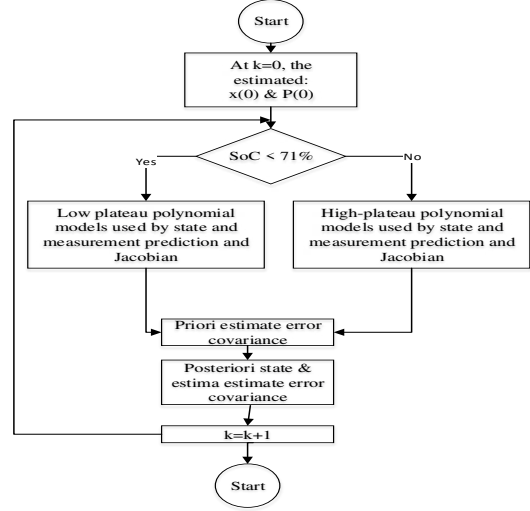 Start
At k=0, the
estimated:
x(0) & P(0)
SoC < 71%
Yes
No
Low plateau polynomial
models used by state and
measurement prediction and
Jacobian
High-plateau polynomial
models used by state and
measurement prediction and
Jacobian
Priori estimate error
covariance
Posteriori state &
estima estimate error
covariance
k=k+1
Start